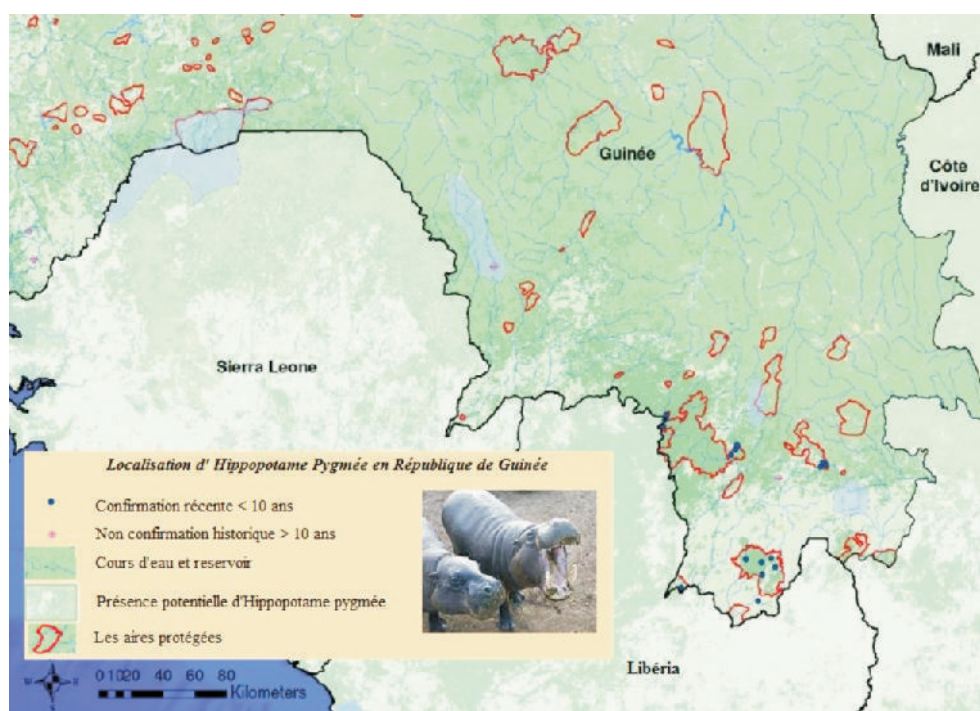 Mali
Guinée
Côte
d'Ivoire
Sierra Leone
Localisation d' Hippopotame Pygmée en République de Guinée
Confirmation récente < 10 ans
Non confirmation historique > 10 ans
Cours d'eau et reservoir
Présence potentielle d'Hippopotame pygmée
Les aires protégées
Libéria
0 10 20 40 60 80
Kilometers